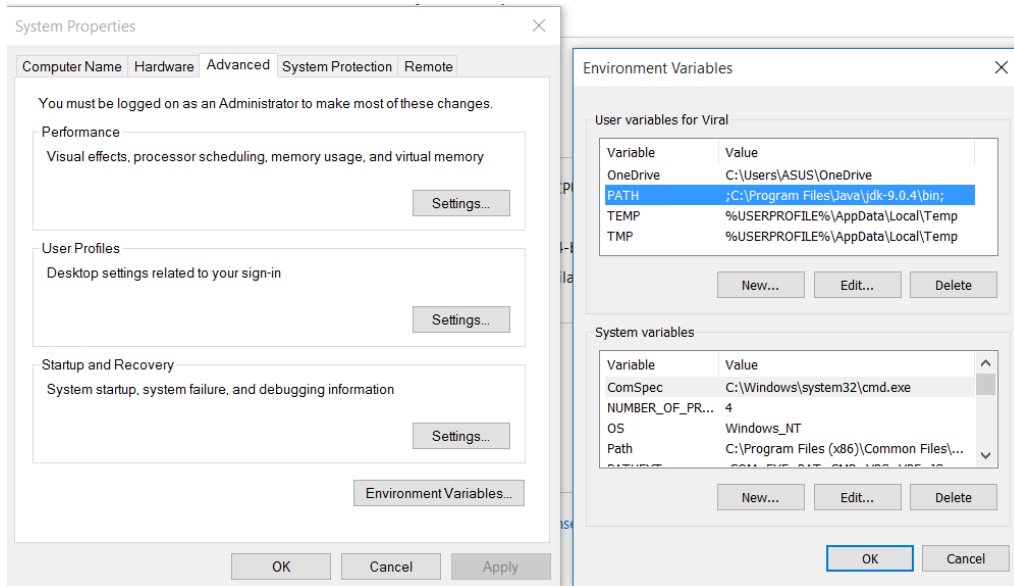 System Properties
Computer Name Hardware Advanced System Protection Remote
You must be logged on as an Administrator to make most of these changes.
Performance
Visual effects, processor scheduling, memory usage, and virtual memory
Settings...
User Profiles
Desktop settings related to your sign-in
Settings...
Startup and Recovery
System startup, system failure, and debugging information
Settings...
Environment Variables...
OK Cancel Apply
Environment Variables
User variables for Viral
Variable Value
OneDrive C:\Users\ASUS\OneDrive
PATH ;C:\Program Files\Java\jdk-9.0.4\bin;
TEMP %USERPROFILE%\AppData\Local\Temp
TMP %USERPROFILE%\AppData\Local\Temp
New... Edit... Delete
System variables
Variable Value
ComSpec C:\Windows\system32\cmd.exe
NUMBER_OF_PR... 4
OS Windows_NT
Path C:\Program Files (x86)\Common Files\...
New... Edit... Delete
OK Cancel